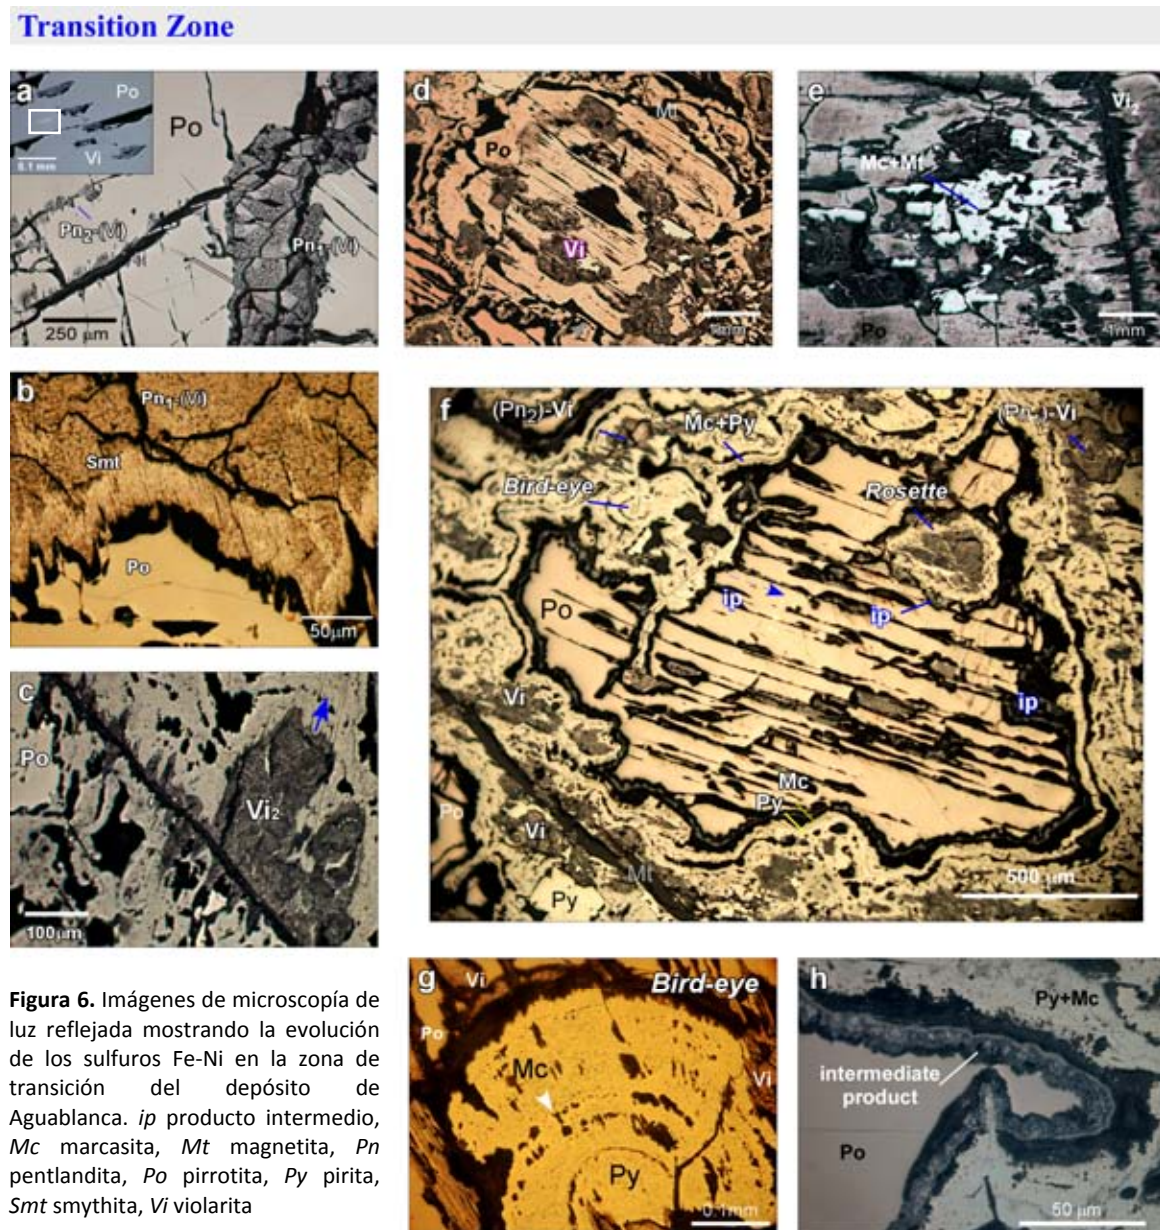 Transition Zone
a
Po
Vi
0.1 mm
Po
Pn2-(Vi)
Pn1-(Vi)
250 µm
d
Mt
Po
Vi
1mm
e
Vi2
Mc+Mt
Po
1mm
b
Pn1-(Vi)
Smt
Po
50µm
c
Po
Vi2
100µm
f
(Pn2)-Vi
Mc+Py
(Pn1)-Vi
Bird-eye
Rosette
ip
ip
Po
ip
Vi
Mc
Py
Po
Vi
Mt
Py
500 µm
g
Vi
Bird-eye
Po
Mc
Vi
Py
0.1mm
h
Py+Mc
intermediate
product
Po
50 µm
Figura 6. Imágenes de microscopía de
luz reflejada mostrando la evolución
de los sulfuros Fe-Ni en la zona de
transición del depósito de
Aguablanca. ip producto intermedio,
Mc marcasita, Mt magnetita, Pn
pentlandita, Po pirrotita, Py pirita,
Smt smythita, Vi violarita